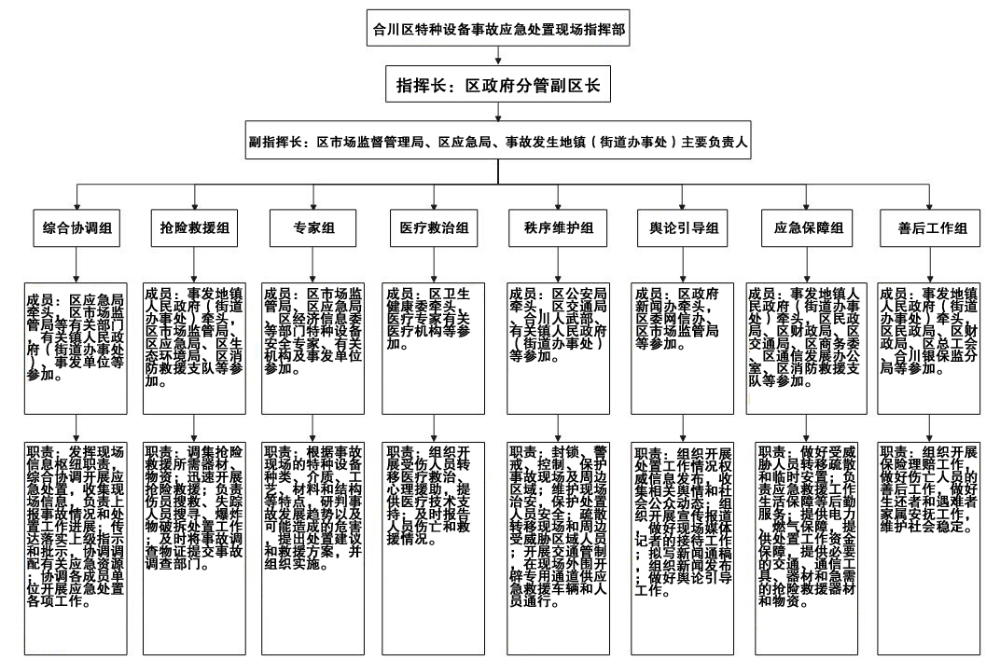 合川区特种设备事故应急处置现场指挥部
指挥长：区政府分管副区长
副指挥长：区市场监督管理局、区应急局、事故发生地镇（街道办事处）主要负责人
综合协调组
抢险救援组
专家组
医疗救治组
秩序维护组
舆论引导组
应急保障组
善后工作组
成员：区应急局
牵头，区市场监
管局等有关部门
，有关镇人民政
府（街道办事处
）、事发单位等
参加。
成员：事发地镇
人民政府（街道
办事处）牵头，
区市场监管局、
区应急局、区生
态环境局、区消
防救援支队等参
加。
成员：区市场监
管局、区应急局
、区经济信息委
等部门特种设备
安全专家、有关
机构及事发单位
参加。
成员：区卫生
健康委牵头，
医疗专家有关
医疗机构等参
加。
成员：区公安局
牵头，区交通局
、合川人武部、
有关镇人民政府
（街道办事处）
等参加。
成员：区政府
新闻办牵头，
区委网信办、
区市场监管局
等参加。
成员：事发地镇人
民政府（街道办事
处）牵头，区民政
局、区财政局、区
交通局、区商务委
、区通信发展办公
室、区消防救援支
队等参加。
成员：事发地镇
人民政府（街道
办事处）牵头，
区民政局、区财
政局、区总工会
、合川银保监分
局等参加。
职责：发挥现场
信息枢纽职责，
综合协调开展应
急处置，收集现
场信息，负责上
报事故情况和处
置工作进展；传
达落实上级指示
和批示，协调调
配有关应急资源
；协调各成员单
位开展应急处置
各项工作。
职责：调集抢险
救援所需器材、
物资；迅速开展
抢险救援；负责
伤员搜救、失踪
人员搜寻、爆炸
物破拆处置工作
；及时将事故调
查物证提交事故
调查部门。
职责：根据事故
现场的特种设备
种类、介质、工
艺、材料和结构
等特点，研判事
故发展趋势以及
可能造成的危害
，提出处置建议
和救援方案，并
组织实施。
职责：组织开
展受伤人员转
移医疗救治、
心理援助，提
供医疗技术支
持；及时报告
人员伤亡和救
援情况。
职责：封锁、警
戒、控制、保护
事故现场及周边
区域；维护现场
治安，保护处置
人员安全；疏散
转移现场和周边
受威胁区域人员
；开展交通管制
，在现场外围开
辟专用通道供应
急救援车辆和人
员通行。
职责：组织开展
处置工作情况权
威信息发布，收
集相关舆情和社
会公众动态；组
织开展宣传报道
，做好现场媒体
记者的接待工作
；拟写新闻通稿
，组织新闻发布
；做好舆论引导
工作。
职责：做好受威
胁人员转移疏散
和临时安置；负
责应急救援工作
生活保障等后勤
服务；提供电力
、燃气保障，提
供处置工作资金
保障，提供必要
的交通、通信工
具、器材和急需
的抢险救援器材
和物资。
职责：组织开展
保险理赔工作，
做好伤亡人员的
善后工作，做好
生还者和遇难者
家属安抚工作，
维护社会稳定。